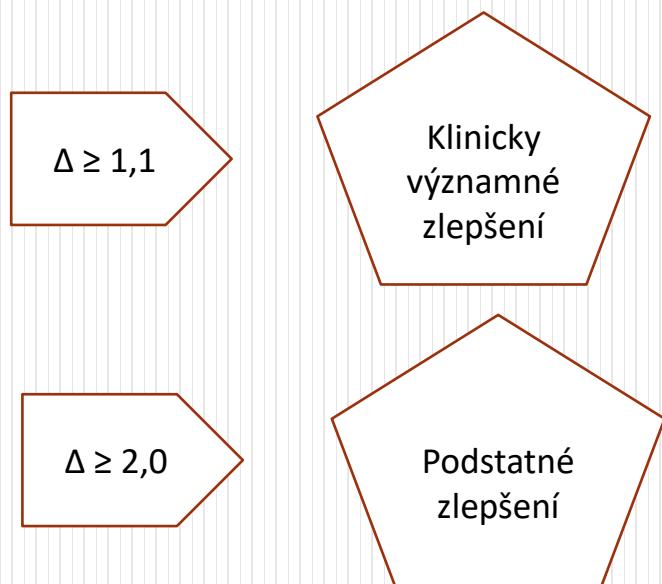 Δ ≥ 1,1
Klinicky
významné
zlepšení
Δ ≥ 2,0
Podstatné
zlepšení